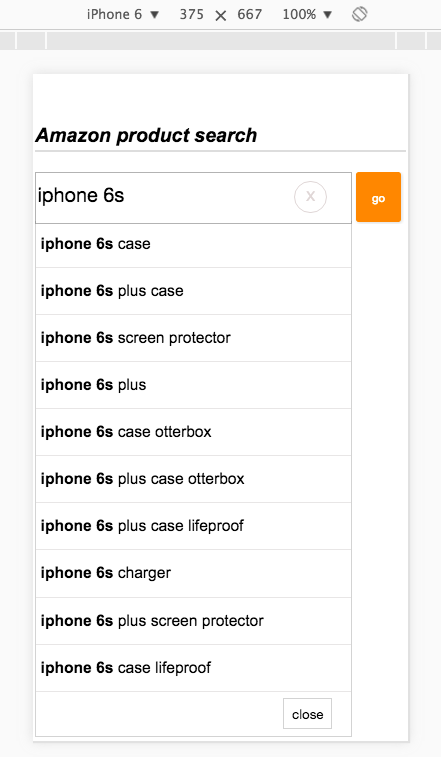 iPhone 6 ▼ 375 × 667 100% ▼
Amazon product search
iphone 6s X go
iphone 6s case
iphone 6s plus case
iphone 6s screen protector
iphone 6s plus
iphone 6s case otterbox
iphone 6s plus case otterbox
iphone 6s plus case lifeproof
iphone 6s charger
iphone 6s plus screen protector
iphone 6s case lifeproof
close